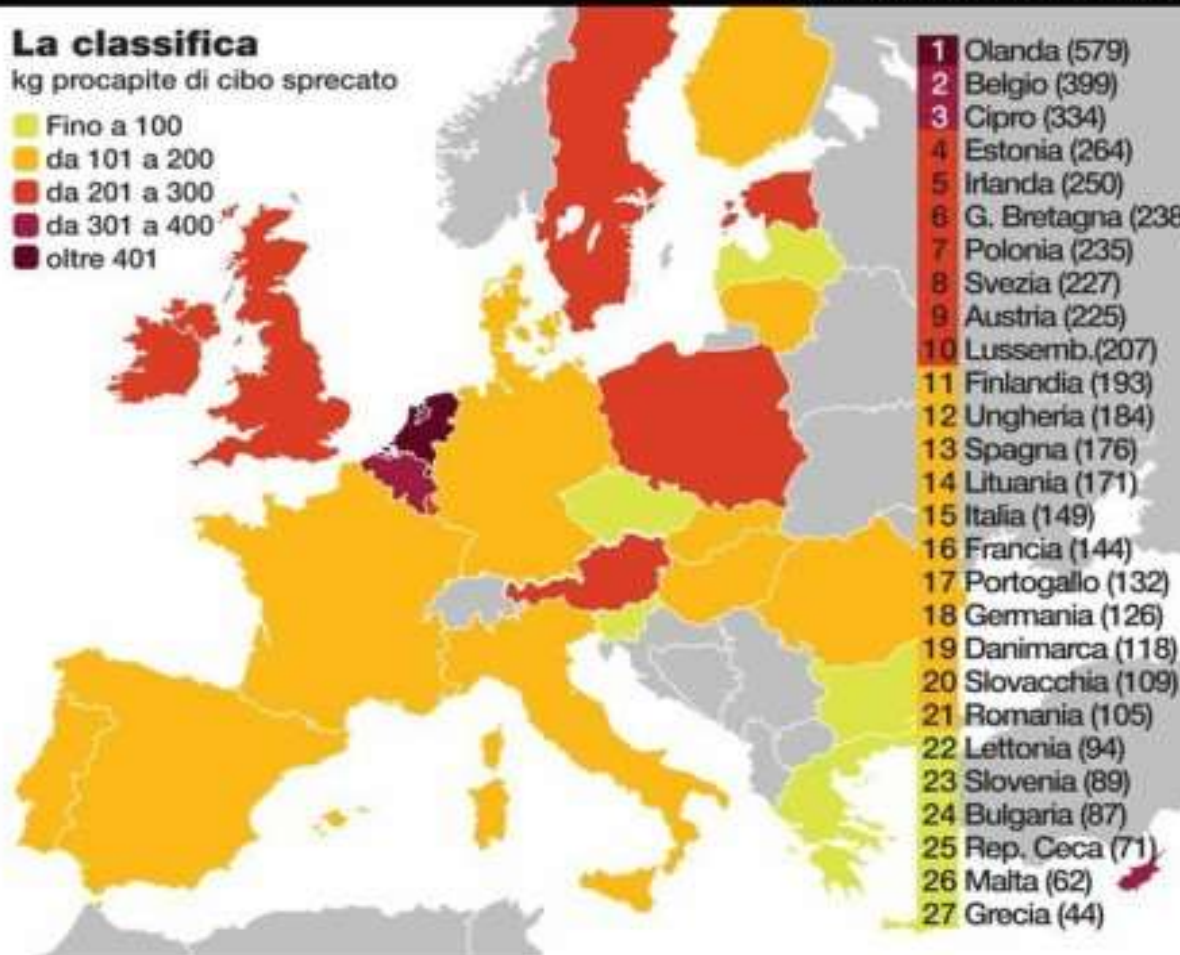 La classifica
kg procapite di cibo sprecato
Fino a 100
da 101 a 200
da 201 a 300
da 301 a 400
oltre 401
1 Olanda (579)
2 Belgio (399)
3 Cipro (334)
4 Estonia (264)
5 Irlanda (250)
6 G. Bretagna (238
7 Polonia (235)
8 Svezia (227)
9 Austria (225)
10 Lussemb.(207)
11 Finlandia (193)
12 Ungheria (184)
13 Spagna (176)
14 Lituania (171)
15 Italia (149)
16 Francia (144)
17 Portogallo (132)
18 Germania (126)
19 Danimarca (118)
20 Slovacchia (109)
21 Romania (105)
22 Lettonia (94)
23 Slovenia (89)
24 Bulgaria (87)
25 Rep. Ceca (71)
26 Malta (62)
27 Grecia (44)